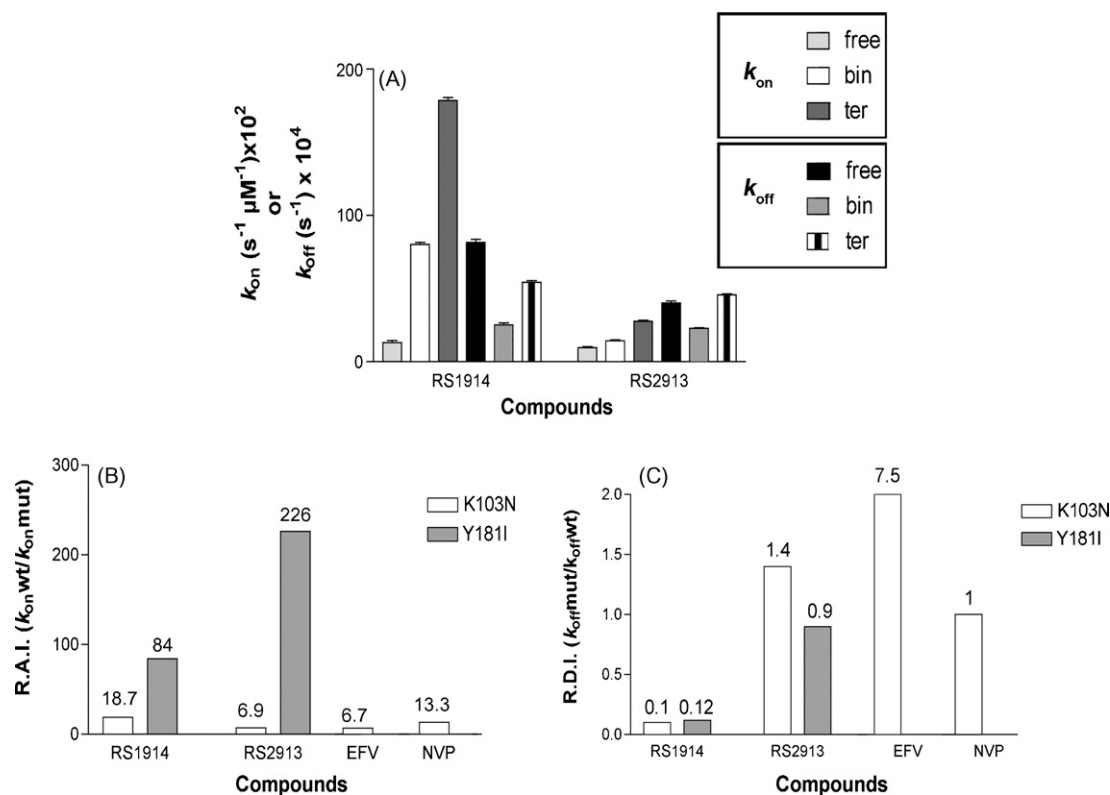 (A)
200
100
0
k_on (s⁻¹ μM⁻¹)x10²
or
k_off (s⁻¹) x 10⁴
RS1914 RS2913
Compounds
k_on
free
bin
ter
k_off
free
bin
ter
(B)
300
200
100
0
R.A.I. (k_on wt/k_on mut)
K103N
Y181I
18.7
84
6.9
226
6.7
13.3
RS1914 RS2913 EFV NVP
Compounds
(C)
2.0
1.5
1.0
0.5
0.0
R.D.I. (k_off mut/k_off wt)
K103N
Y181I
0.1
0.12
1.4
0.9
7.5
1
RS1914 RS2913 EFV NVP
Compounds